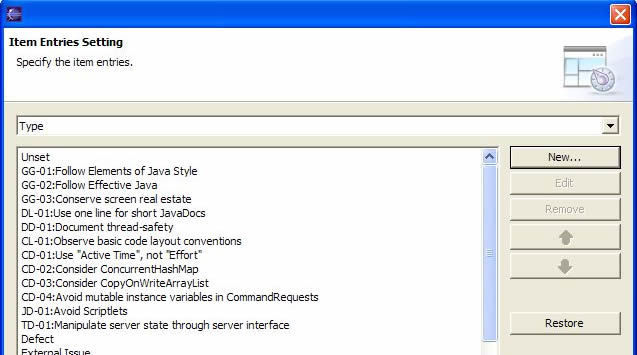 Item Entries Setting
Specify the item entries.
Type
Unset
GG-01:Follow Elements of Java Style
GG-02:Follow Effective Java
GG-03:Conserve screen real estate
DL-01:Use one line for short JavaDocs
DD-01:Document thread-safety
CL-01:Observe basic code layout conventions
CD-01:Use "Active Time", not "Effort"
CD-02:Consider ConcurrentHashMap
CD-03:Consider CopyOnWriteArrayList
CD-04:Avoid mutable instance variables in CommandRequests
JD-01:Avoid Scriptlets
TD-01:Manipulate server state through server interface
Defect
External Issue
New...
Edit
Remove
Restore